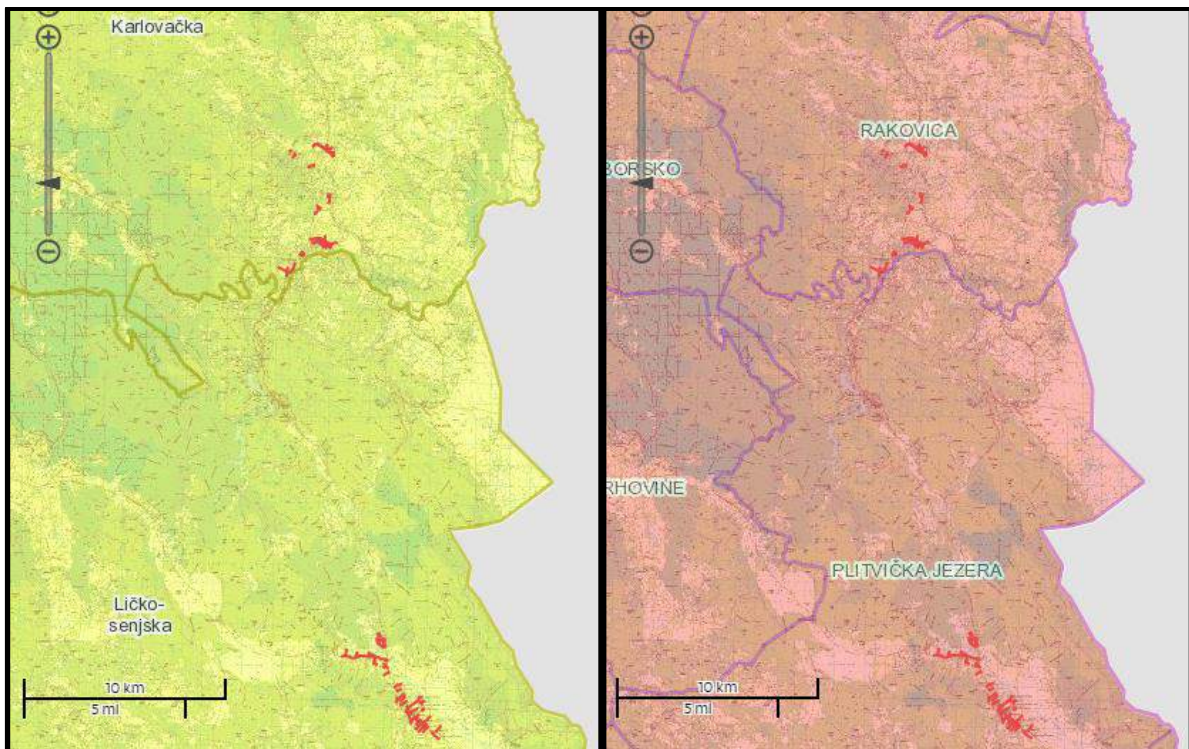 Karlovačka
Ličko-
senjska
10 km
5 mi
RAKOVICA
BORSKO
RHOVINE
PLITVIČKA JEZERA
10 km
5 mi